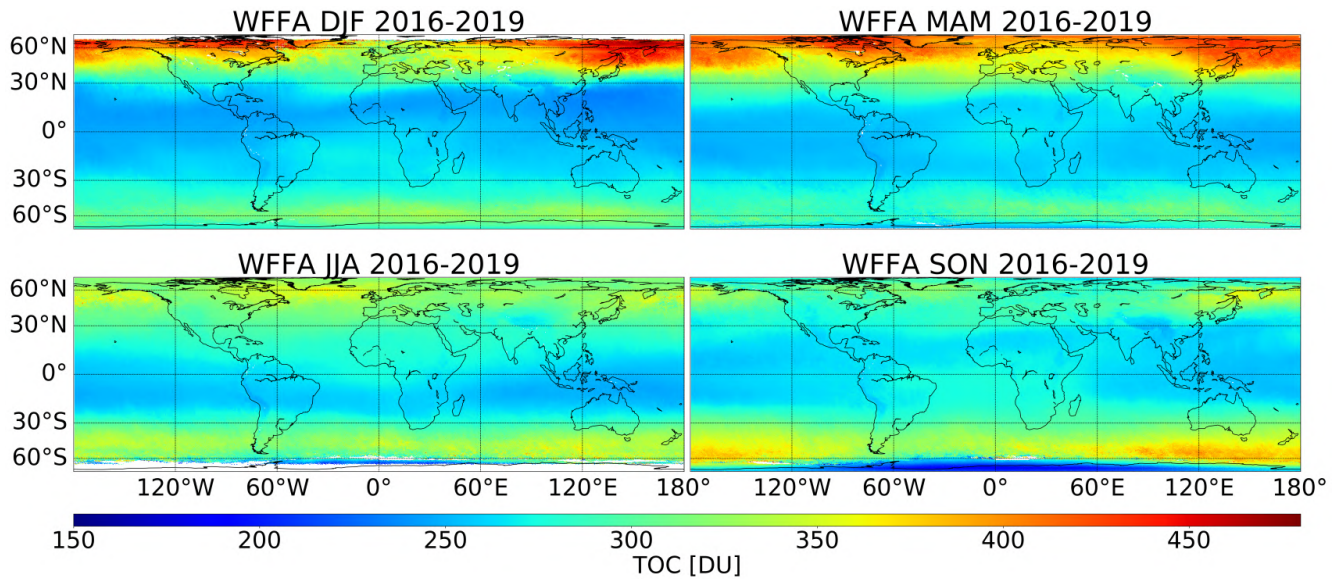 WFFA DJF 2016-2019 WFFA MAM 2016-2019
60°N
30°N
0°
30°S
60°S
WFFA JJA 2016-2019 WFFA SON 2016-2019
60°N
30°N
0°
30°S
60°S
120°W 60°W 0° 60°E 120°E 180° 120°W 60°W 0° 60°E 120°E 180°
150 200 250 300 350 400 450
TOC [DU]